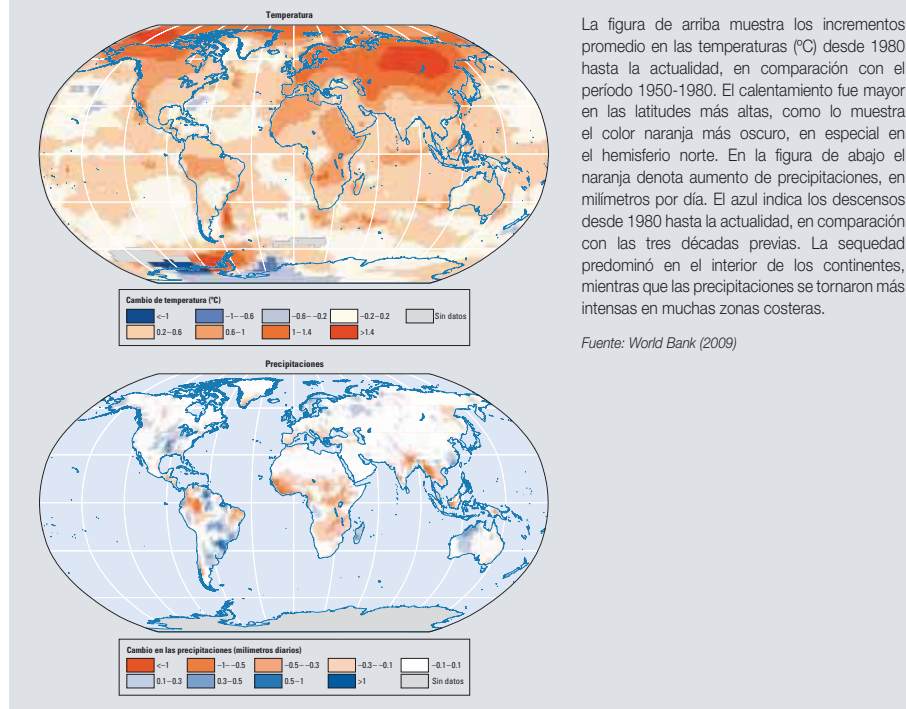 Temperatura
Cambio de temperatura (ºC)
<–1
–1– –0.6
–0.6– –0.2
–0.2–0.2
Sin datos
0.2–0.6
0.6–1
1–1.4
>1.4
Precipitaciones
Cambio en las precipitaciones (milímetros diarios)
<–1
–1– –0.5
–0.5– –0.3
–0.3– –0.1
–0.1–0.1
0.1–0.3
0.3–0.5
0.5–1
>1
Sin datos
La figura de arriba muestra los incrementos
promedio en las temperaturas (ºC) desde 1980
hasta la actualidad, en comparación con el
período 1950-1980. El calentamiento fue mayor
en las latitudes más altas, como lo muestra
el color naranja más oscuro, en especial en
el hemisferio norte. En la figura de abajo el
naranja denota aumento de precipitaciones, en
milímetros por día. El azul indica los descensos
desde 1980 hasta la actualidad, en comparación
con las tres décadas previas. La sequedad
predominó en el interior de los continentes,
mientras que las precipitaciones se tornaron más
intensas en muchas zonas costeras.
Fuente: World Bank (2009)